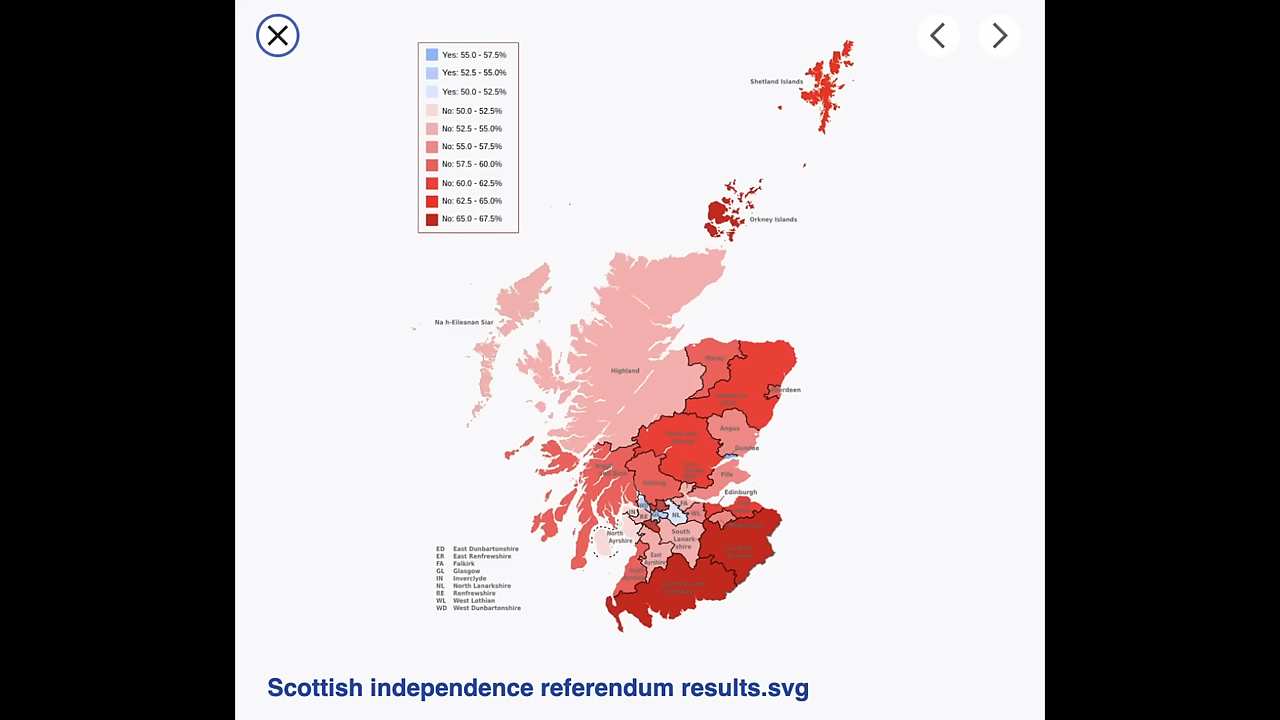 Yes: 55.0 - 57.5%
Yes: 52.5 - 55.0%
Yes: 50.0 - 52.5%
No: 50.0 - 52.5%
No: 52.5 - 55.0%
No: 55.0 - 57.5%
No: 57.5 - 60.0%
No: 60.0 - 62.5%
No: 62.5 - 65.0%
No: 65.0 - 67.5%
Shetland Islands
Orkney Islands
Na h-Eileanan Siar
Highland
Moray
Angus
Dundee
Fife
Stirling
Edinburgh
FA
IN
RE
NL
WL
North
Ayrshire
South
Lanark-
shire
East
Ayrshire
ED East Dunbartonshire
ER East Renfrewshire
FA Falkirk
GL Glasgow
IN Inverclyde
NL North Lanarkshire
RE Renfrewshire
WL West Lothian
WD West Dunbartonshire
Scottish independence referendum results.svg